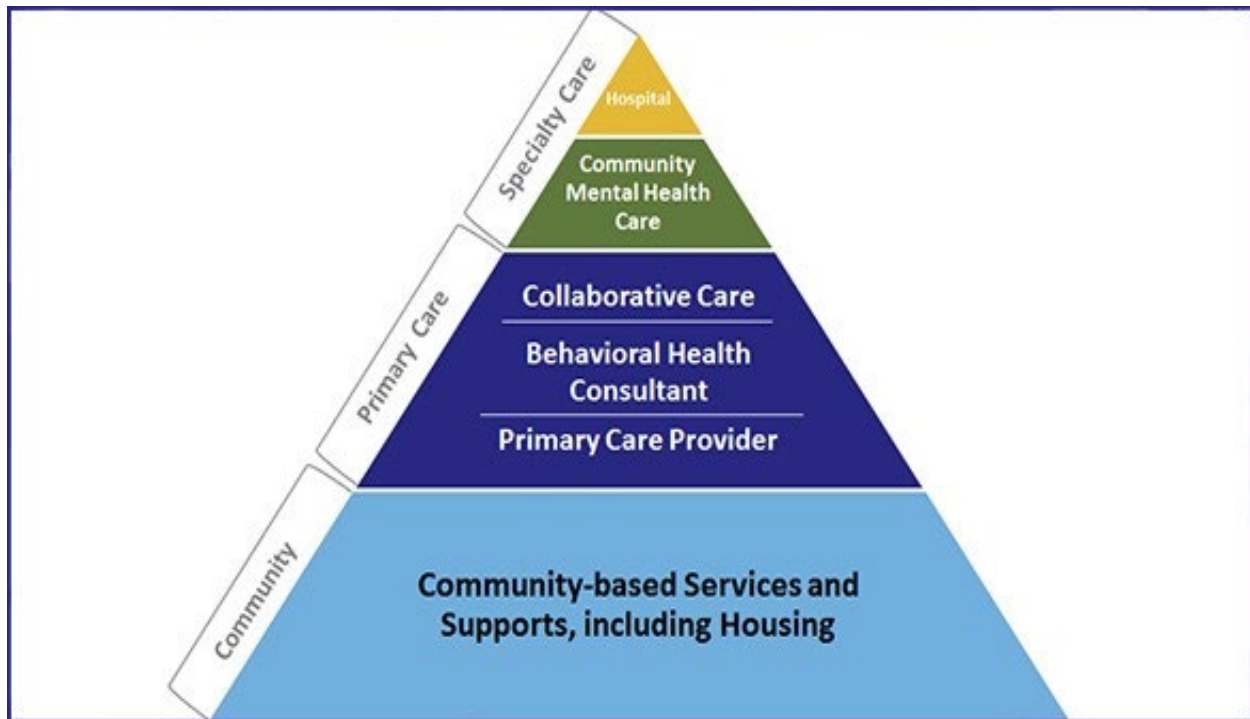 Specialty Care
Hospital
Community
Mental Health
Care
Primary Care
Collaborative Care
Behavioral Health
Consultant
Primary Care Provider
Community
Community-based Services and
Supports, including Housing